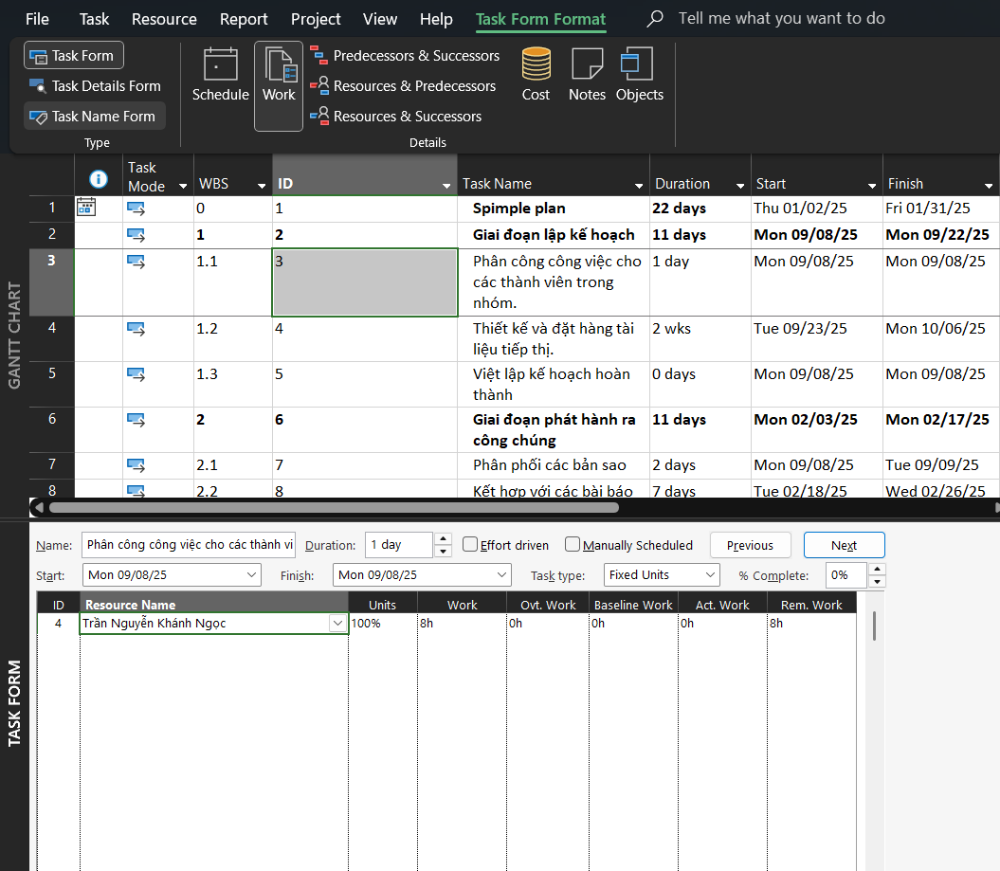 File Task Resource Report Project View Help Task Form Format Tell me what you want to do
Task Form
Task Details Form
Task Name Form
Type
Schedule
Work
Predecessors & Successors
Resources & Predecessors
Resources & Successors
Cost
Notes
Objects
Details
GANTT CHART
Task Mode WBS ID Task Name Duration Start Finish
1 0 1 Spimple plan 22 days Thu 01/02/25 Fri 01/31/25
2 1 2 Giai đoạn lập kế hoạch 11 days Mon 09/08/25 Mon 09/22/25
3 1.1 3 Phân công công việc cho 1 day Mon 09/08/25 Mon 09/08/25
các thành viên trong
nhóm.
4 1.2 4 Thiết kế và đặt hàng tài 2 wks Tue 09/23/25 Mon 10/06/25
liệu tiếp thị.
5 1.3 5 Việt lập kế hoạch hoàn 0 days Mon 09/08/25 Mon 09/08/25
thành
6 2 6 Giai đoạn phát hành ra 11 days Mon 02/03/25 Mon 02/17/25
công chúng
7 2.1 7 Phân phối các bản sao 2 days Mon 09/08/25 Tue 09/09/25
8 2.2 8 Kết hợp với các bài báo 7 days Tue 02/18/25 Wed 02/26/25
TASK FORM
Name: Phân công công việc cho các thành vi Duration: 1 day Effort driven Manually Scheduled Previous Next
Start: Mon 09/08/25 Finish: Mon 09/08/25 Task type: Fixed Units % Complete: 0%
ID Resource Name Units Work Ovt. Work Baseline Work Act. Work Rem. Work
4 Trần Nguyễn Khánh Ngọc 100% 8h 0h 0h 0h 8h